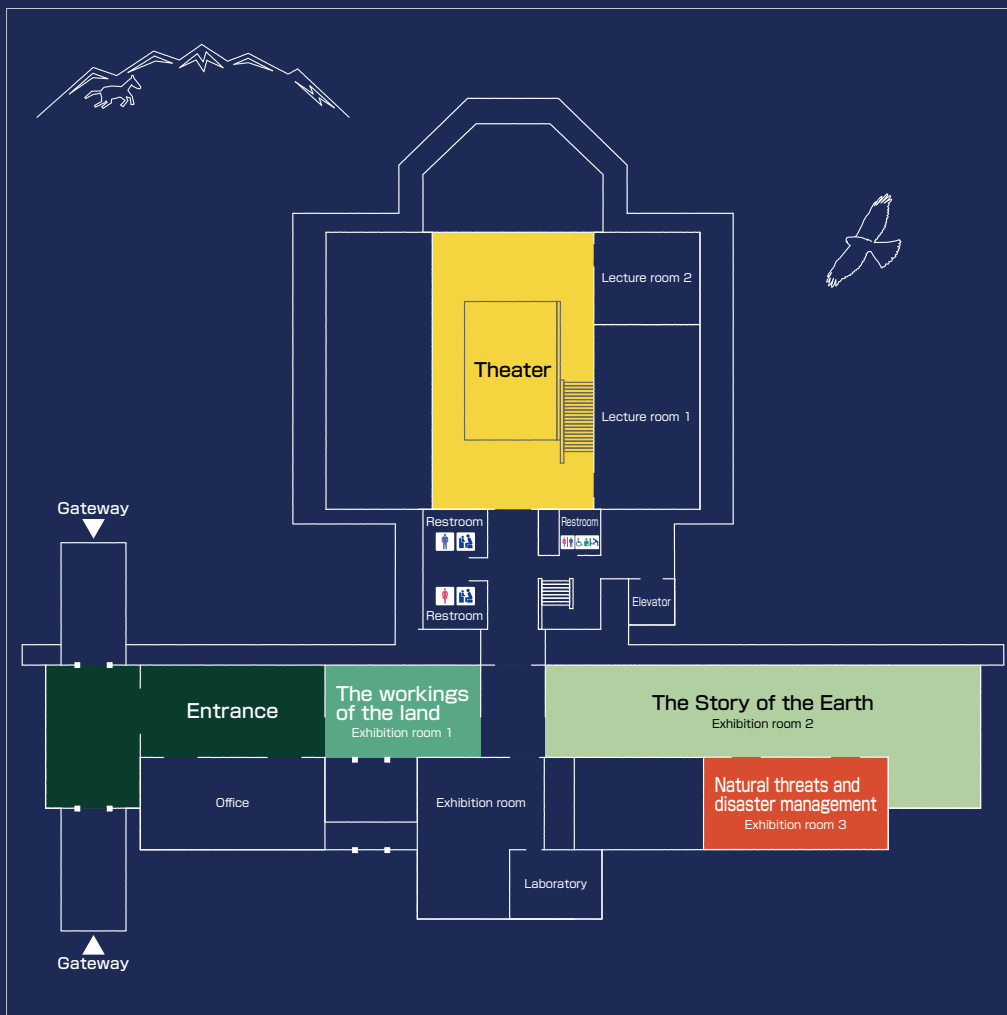 Lecture room 2
Theater
Lecture room 1
Gateway
Restroom
Restroom
Restroom
Elevator
The workings
of the land
Exhibition room 1
Entrance
The Story of the Earth
Exhibition room 2
Natural threats and
disaster management
Exhibition room 3
Office
Exhibition room
Laboratory
Gateway